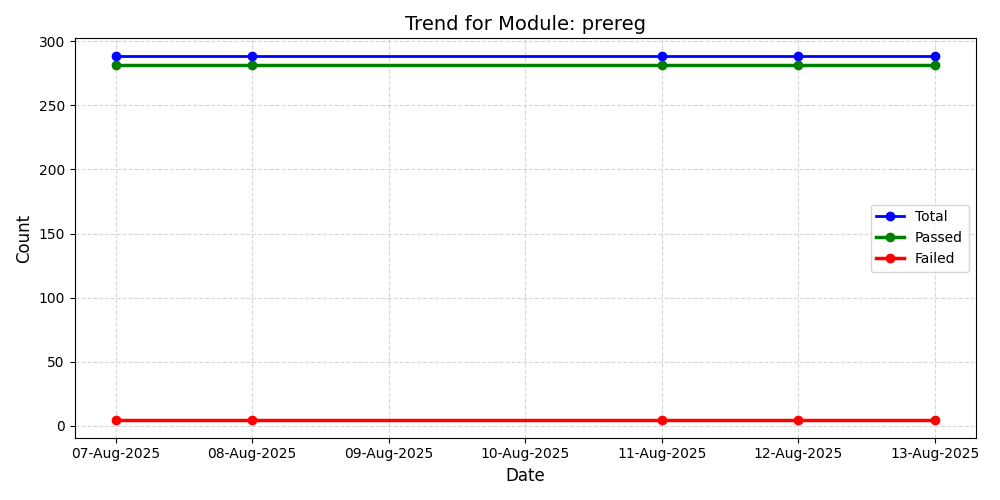 Trend for Module: prereg
300
250
200
150
100
50
0
Count
Total
Passed
Failed
07-Aug-2025
08-Aug-2025
09-Aug-2025
10-Aug-2025
11-Aug-2025
12-Aug-2025
13-Aug-2025
Date